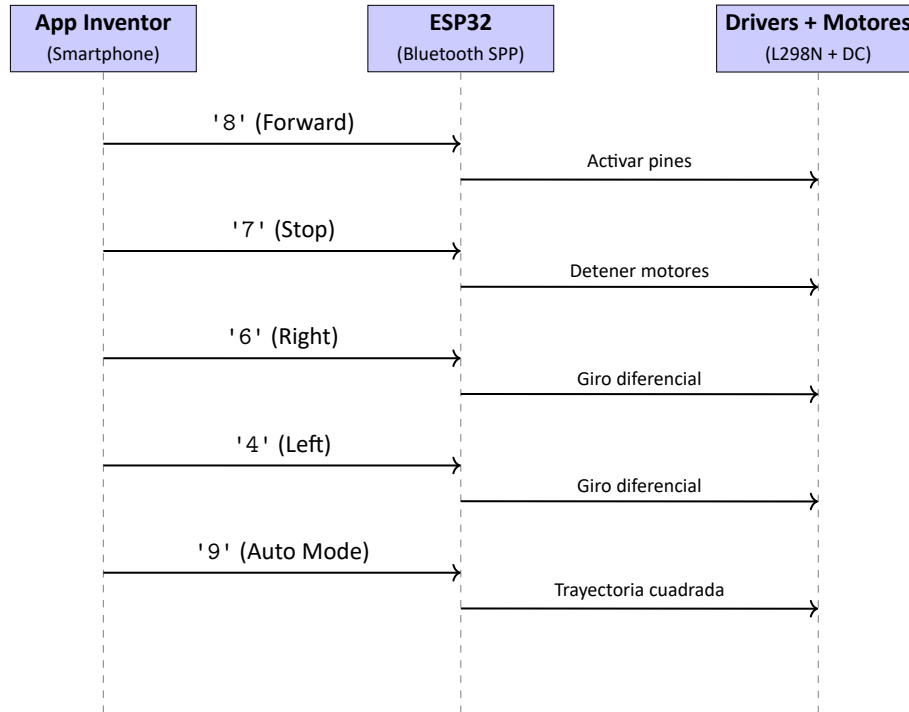 App Inventor
(Smartphone)
ESP32
(Bluetooth SPP)
Drivers + Motores
(L298N + DC)
'8' (Forward)
Activar pines
'7' (Stop)
Detener motores
'6' (Right)
Giro diferencial
'4' (Left)
Giro diferencial
'9' (Auto Mode)
Trayectoria cuadrada